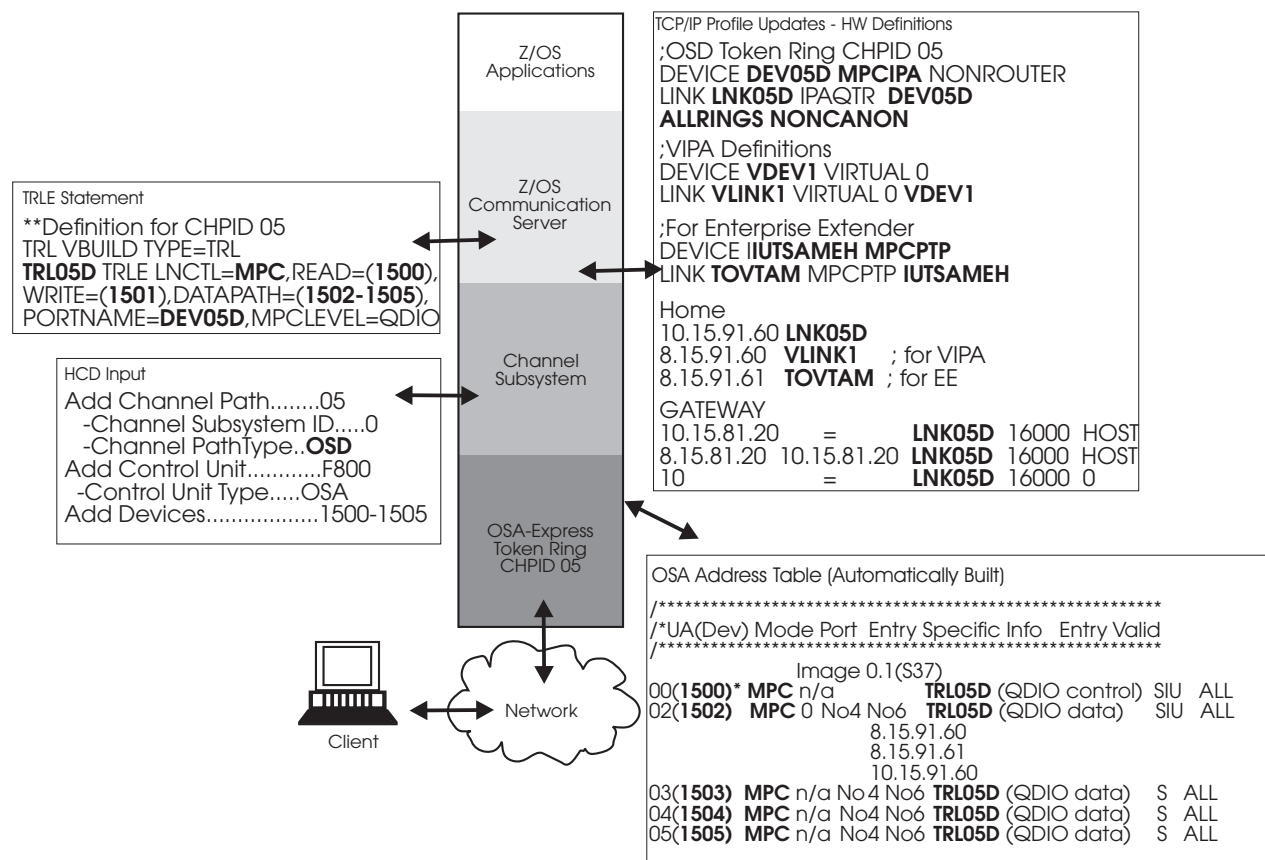 Z/OS
Applications
Z/OS
Communication
Server
Channel
Subsystem
OSA-Express
Token Ring
CHPID 05
Network
Client
TRLE Statement
**Definition for CHPID 05
TRL VBUILD TYPE=TRL
TRL05D TRLE LNCTL=MPC,READ=(1500),
WRITE=(1501),DATAPATH=(1502-1505),
PORTNAME=DEV05D,MPCLEVEL=QDIO
HCD Input
Add Channel Path........05
-Channel Subsystem ID.....0
-Channel PathType..OSD
Add Control Unit............F800
-Control Unit Type.....OSA
Add Devices..................1500-1505
TCP/IP Profile Updates - HW Definitions
;OSD Token Ring CHPID 05
DEVICE DEV05D MPCIPA NONROUTER
LINK LNK05D IPAQTR DEV05D
ALLRINGS NONCANON
;VIPA Definitions
DEVICE VDEV1 VIRTUAL 0
LINK VLINK1 VIRTUAL 0 VDEV1
;For Enterprise Extender
DEVICE IIUTSAMEH MPCPTP
LINK TOVTAM MPCPTP IUTSAMEH
Home
10.15.91.60 LNK05D
8.15.91.60 VLINK1 ; for VIPA
8.15.91.61 TOVTAM ; for EE
GATEWAY
10.15.81.20 = LNK05D 16000 HOST
8.15.81.20 10.15.81.20 LNK05D 16000 HOST
10 = LNK05D 16000 0
OSA Address Table (Automatically Built)
/**********************************************************
/*UA(Dev) Mode Port Entry Specific Info Entry Valid
/**********************************************************
Image 0.1(S37)
00(1500)* MPC n/a TRL05D (QDIO control) SIU ALL
02(1502) MPC 0 No4 No6 TRL05D (QDIO data) SIU ALL
8.15.91.60
8.15.91.61
10.15.91.60
03(1503) MPC n/a No4 No6 TRL05D (QDIO data) S ALL
04(1504) MPC n/a No4 No6 TRL05D (QDIO data) S ALL
05(1505) MPC n/a No4 No6 TRL05D (QDIO data) S ALL